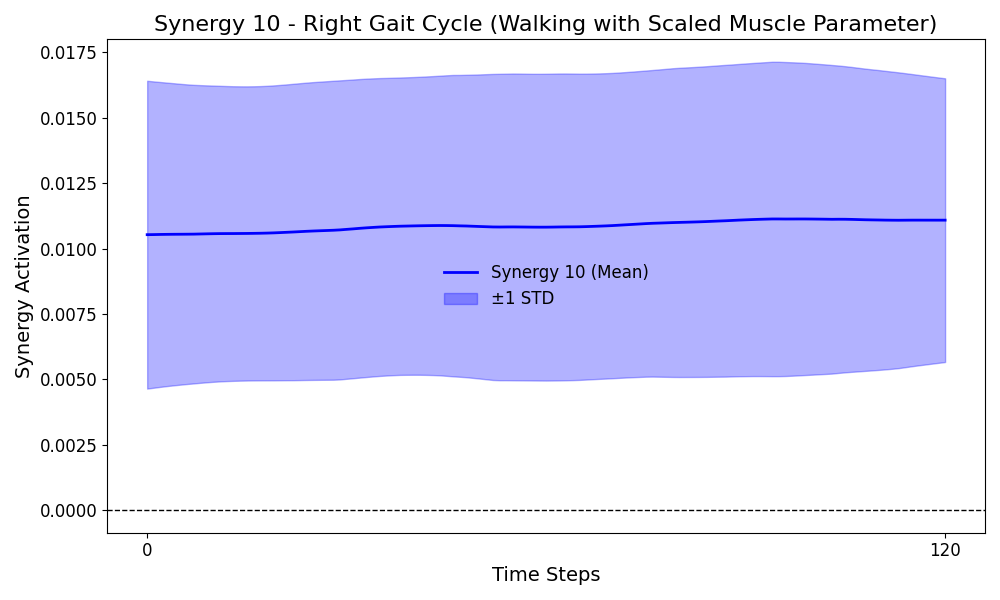 Synergy 10 - Right Gait Cycle (Walking with Scaled Muscle Parameter)
0.0175
0.0150
0.0125
0.0100
0.0075
0.0050
0.0025
0.0000
Synergy Activation
Synergy 10 (Mean)
±1 STD
0
120
Time Steps